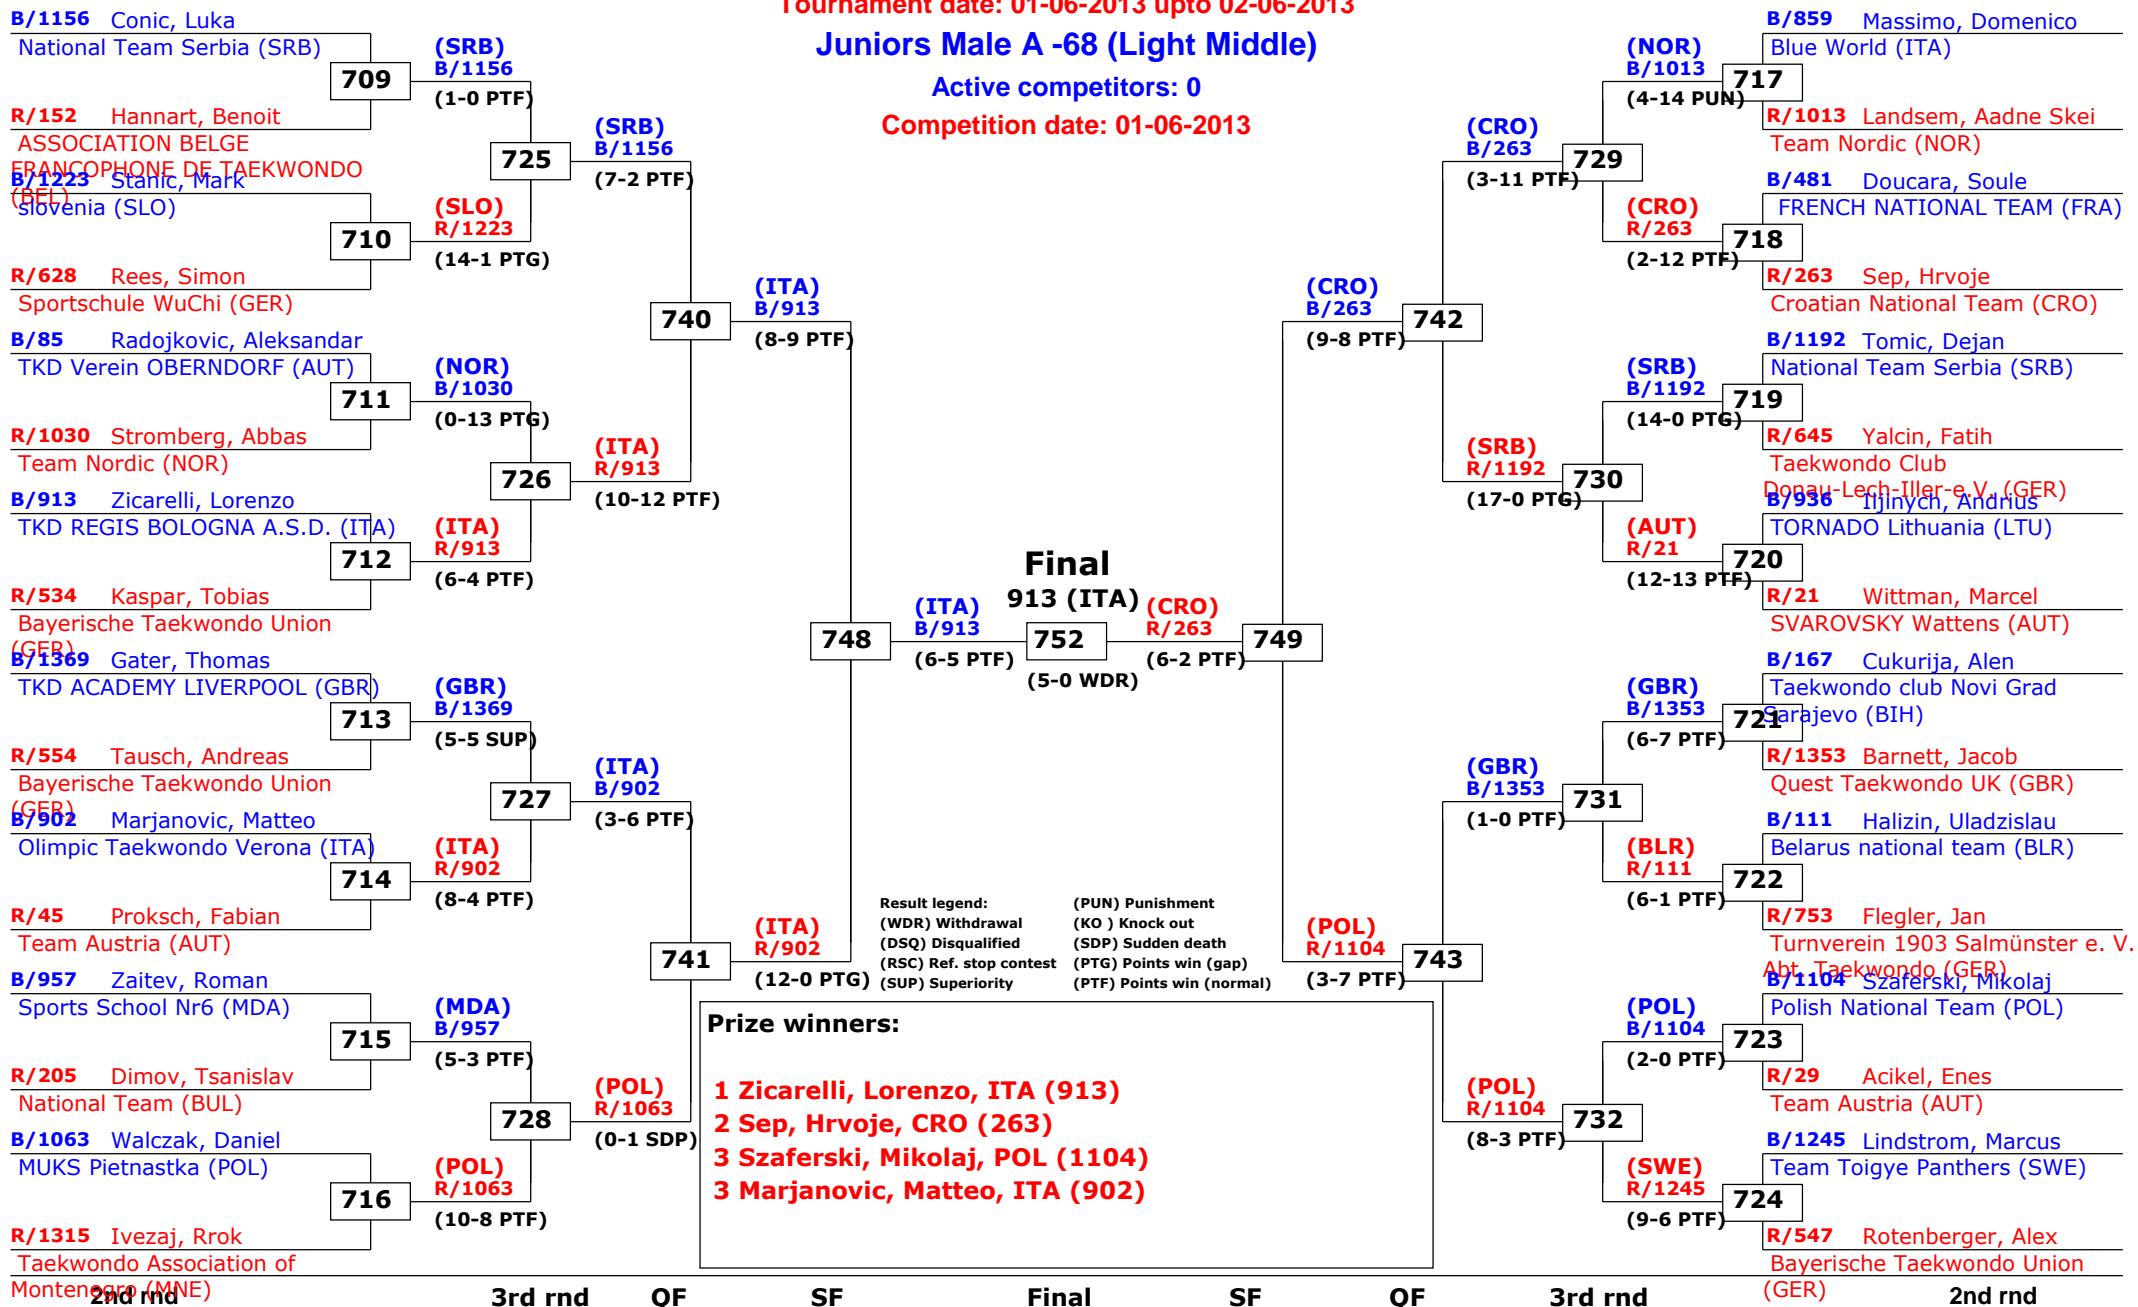 Tournament date: 01-06-2013 upto 02-06-2013
Juniors Male A -68 (Light Middle)
Active competitors: 0
Competition date: 01-06-2013
B/1156 Conic, Luka
National Team Serbia (SRB)
709
R/152 Hannart, Benoit
ASSOCIATION BELGE
FRANCOPHONE DE TAEKWONDO
(BEL)
B/1223 Stanic, Mark
slovenia (SLO)
710
R/628 Rees, Simon
Sportschule WuChi (GER)
B/85 Radojkovic, Aleksandar
TKD Verein OBERNDORF (AUT)
711
R/1030 Stromberg, Abbas
Team Nordic (NOR)
B/913 Zicarelli, Lorenzo
TKD REGIS BOLOGNA A.S.D. (ITA)
712
R/534 Kaspar, Tobias
Bayerische Taekwondo Union
(GER)
B/1369 Gater, Thomas
TKD ACADEMY LIVERPOOL (GBR)
713
R/554 Tausch, Andreas
Bayerische Taekwondo Union
(GER)
B/902 Marjanovic, Matteo
Olimpic Taekwondo Verona (ITA)
714
R/45 Proksch, Fabian
Team Austria (AUT)
B/957 Zaitev, Roman
Sports School Nr6 (MDA)
715
R/205 Dimov, Tsanislav
National Team (BUL)
B/1063 Walczak, Daniel
MUKS Pietnastka (POL)
716
R/1315 Ivezaj, Rrok
Taekwondo Association of
Montenegro (MNE)
(SRB)
B/1156
(1-0 PTF)
725
(SLO)
R/1223
(14-1 PTG)
(NOR)
B/1030
(0-13 PTG)
726
(ITA)
R/913
(6-4 PTF)
(GBR)
B/1369
(5-5 SUP)
727
(ITA)
R/902
(8-4 PTF)
(MDA)
B/957
(5-3 PTF)
728
(POL)
R/1063
(10-8 PTF)
(SRB)
B/1156
(7-2 PTF)
740
(ITA)
R/913
(10-12 PTF)
(ITA)
B/902
(3-6 PTF)
741
(POL)
R/1063
(0-1 SDP)
(ITA)
B/913
(8-9 PTF)
748
(ITA)
R/902
(12-0 PTG)
(ITA)
B/913
(6-5 PTF)
Final
913 (ITA)
752
(5-0 WDR)
(CRO)
R/263
(6-2 PTF)
749
(CRO)
B/263
(9-8 PTF)
742
(POL)
R/1104
(3-7 PTF)
743
(CRO)
B/263
(3-11 PTF)
729
(SRB)
R/1192
(17-0 PTG)
730
(GBR)
B/1353
(1-0 PTF)
731
(POL)
R/1104
(8-3 PTF)
732
(NOR)
B/1013
(4-14 PUN)
(CRO)
R/263
(2-12 PTF)
(SRB)
B/1192
(14-0 PTG)
(AUT)
R/21
(12-13 PTF)
(GBR)
B/1353
(6-7 PTF)
(BLR)
R/111
(6-1 PTF)
(POL)
B/1104
(2-0 PTF)
(SWE)
R/1245
(9-6 PTF)
B/859 Massimo, Domenico
Blue World (ITA)
717
R/1013 Landsem, Aadne Skei
Team Nordic (NOR)
B/481 Doucara, Soule
FRENCH NATIONAL TEAM (FRA)
718
R/263 Sep, Hrvoje
Croatian National Team (CRO)
B/1192 Tomic, Dejan
National Team Serbia (SRB)
719
R/645 Yalcin, Fatih
Taekwondo Club
Donau-Lech-Iller-e.V. (GER)
B/936 Iljinych, Andrius
TORNADO Lithuania (LTU)
720
R/21 Wittman, Marcel
SVAROVSKY Wattens (AUT)
B/167 Cukurija, Alen
Taekwondo club Novi Grad
Sarajevo (BIH)
721
R/1353 Barnett, Jacob
Quest Taekwondo UK (GBR)
B/111 Halizin, Uladzislau
Belarus national team (BLR)
722
R/753 Flegler, Jan
Turnverein 1903 Salmünster e. V.
Abt. Taekwondo (GER)
B/1104 Szaferski, Mikolaj
Polish National Team (POL)
723
R/29 Acikel, Enes
Team Austria (AUT)
B/1245 Lindstrom, Marcus
Team Toigye Panthers (SWE)
724
R/547 Rotenberger, Alex
Bayerische Taekwondo Union
(GER)
Result legend:
(WDR) Withdrawal
(DSQ) Disqualified
(RSC) Ref. stop contest
(SUP) Superiority
(PUN) Punishment
(KO ) Knock out
(SDP) Sudden death
(PTG) Points win (gap)
(PTF) Points win (normal)
Prize winners:
1 Zicarelli, Lorenzo, ITA (913)
2 Sep, Hrvoje, CRO (263)
3 Szaferski, Mikolaj, POL (1104)
3 Marjanovic, Matteo, ITA (902)
2nd rnd 3rd rnd QF SF Final SF QF 3rd rnd 2nd rnd